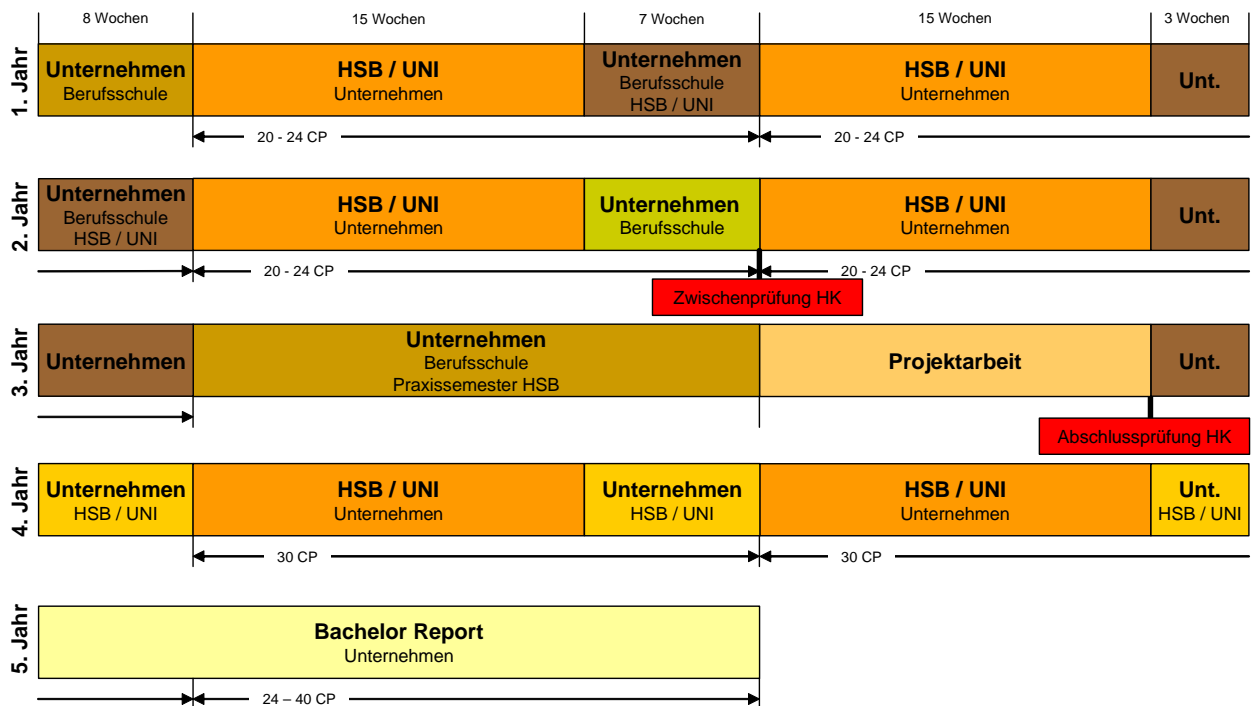 8 Wochen
15 Wochen
7 Wochen
15 Wochen
3 Wochen
1. Jahr
Unternehmen
Berufsschule
HSB / UNI
Unternehmen
Unternehmen
Berufsschule
HSB / UNI
HSB / UNI
Unternehmen
Unt.
20 - 24 CP
20 - 24 CP
2. Jahr
Unternehmen
Berufsschule
HSB / UNI
HSB / UNI
Unternehmen
Unternehmen
Berufsschule
HSB / UNI
Unternehmen
Unt.
20 - 24 CP
20 - 24 CP
Zwischenprüfung HK
3. Jahr
Unternehmen
Unternehmen
Berufsschule
Praxissemester HSB
Projektarbeit
Unt.
Abschlussprüfung HK
4. Jahr
Unternehmen
HSB / UNI
HSB / UNI
Unternehmen
Unternehmen
HSB / UNI
HSB / UNI
Unternehmen
Unt.
HSB / UNI
30 CP
30 CP
5. Jahr
Bachelor Report
Unternehmen
24 – 40 CP